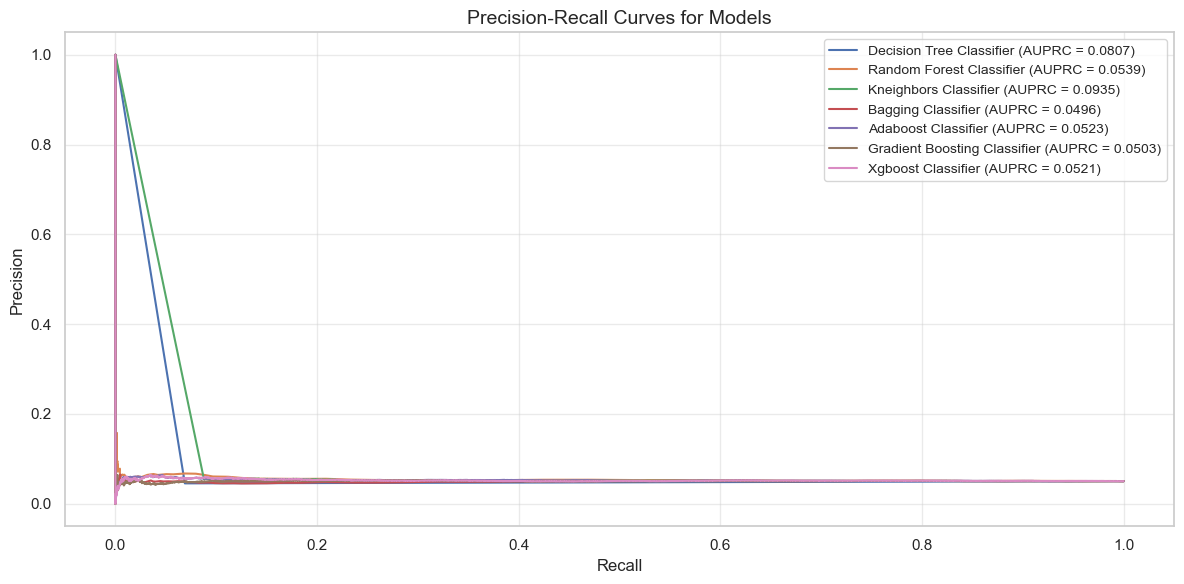 Precision-Recall Curves for Models
Decision Tree Classifier (AUPRC = 0.0807)
Random Forest Classifier (AUPRC = 0.0539)
Kneighbors Classifier (AUPRC = 0.0935)
Bagging Classifier (AUPRC = 0.0496)
Adaboost Classifier (AUPRC = 0.0523)
Gradient Boosting Classifier (AUPRC = 0.0503)
Xgboost Classifier (AUPRC = 0.0521)
Precision
1.0
0.8
0.6
0.4
0.2
0.0
0.0 0.2 0.4 0.6 0.8 1.0
Recall